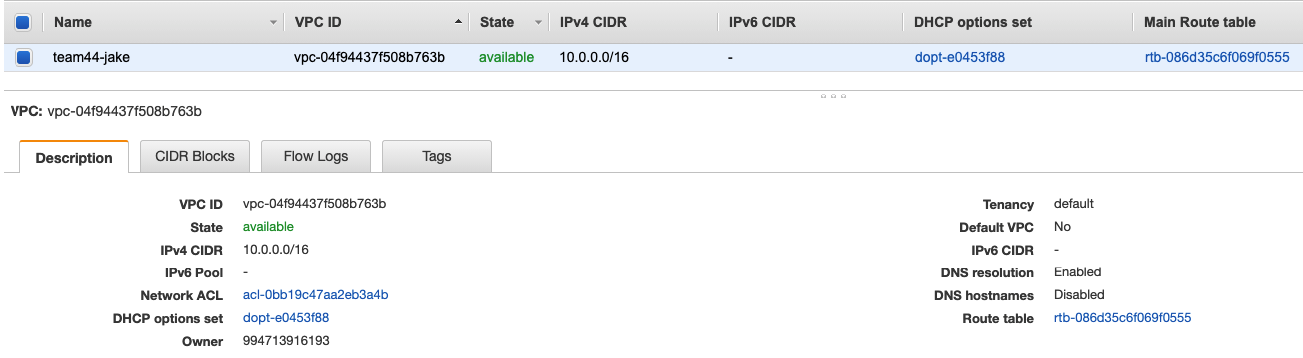 Name VPC ID State IPv4 CIDR IPv6 CIDR DHCP options set Main Route table
team44-jake vpc-04f94437f508b763b available 10.0.0.0/16 - dopt-e0453f88 rtb-086d35c6f069f0555
VPC: vpc-04f94437f508b763b
Description CIDR Blocks Flow Logs Tags
VPC ID vpc-04f94437f508b763b Tenancy default
State available Default VPC No
IPv4 CIDR 10.0.0.0/16 IPv6 CIDR -
IPv6 Pool - DNS resolution Enabled
Network ACL acl-0bb19c47aa2eb3a4b DNS hostnames Disabled
DHCP options set dopt-e0453f88 Route table rtb-086d35c6f069f0555
Owner 994713916193